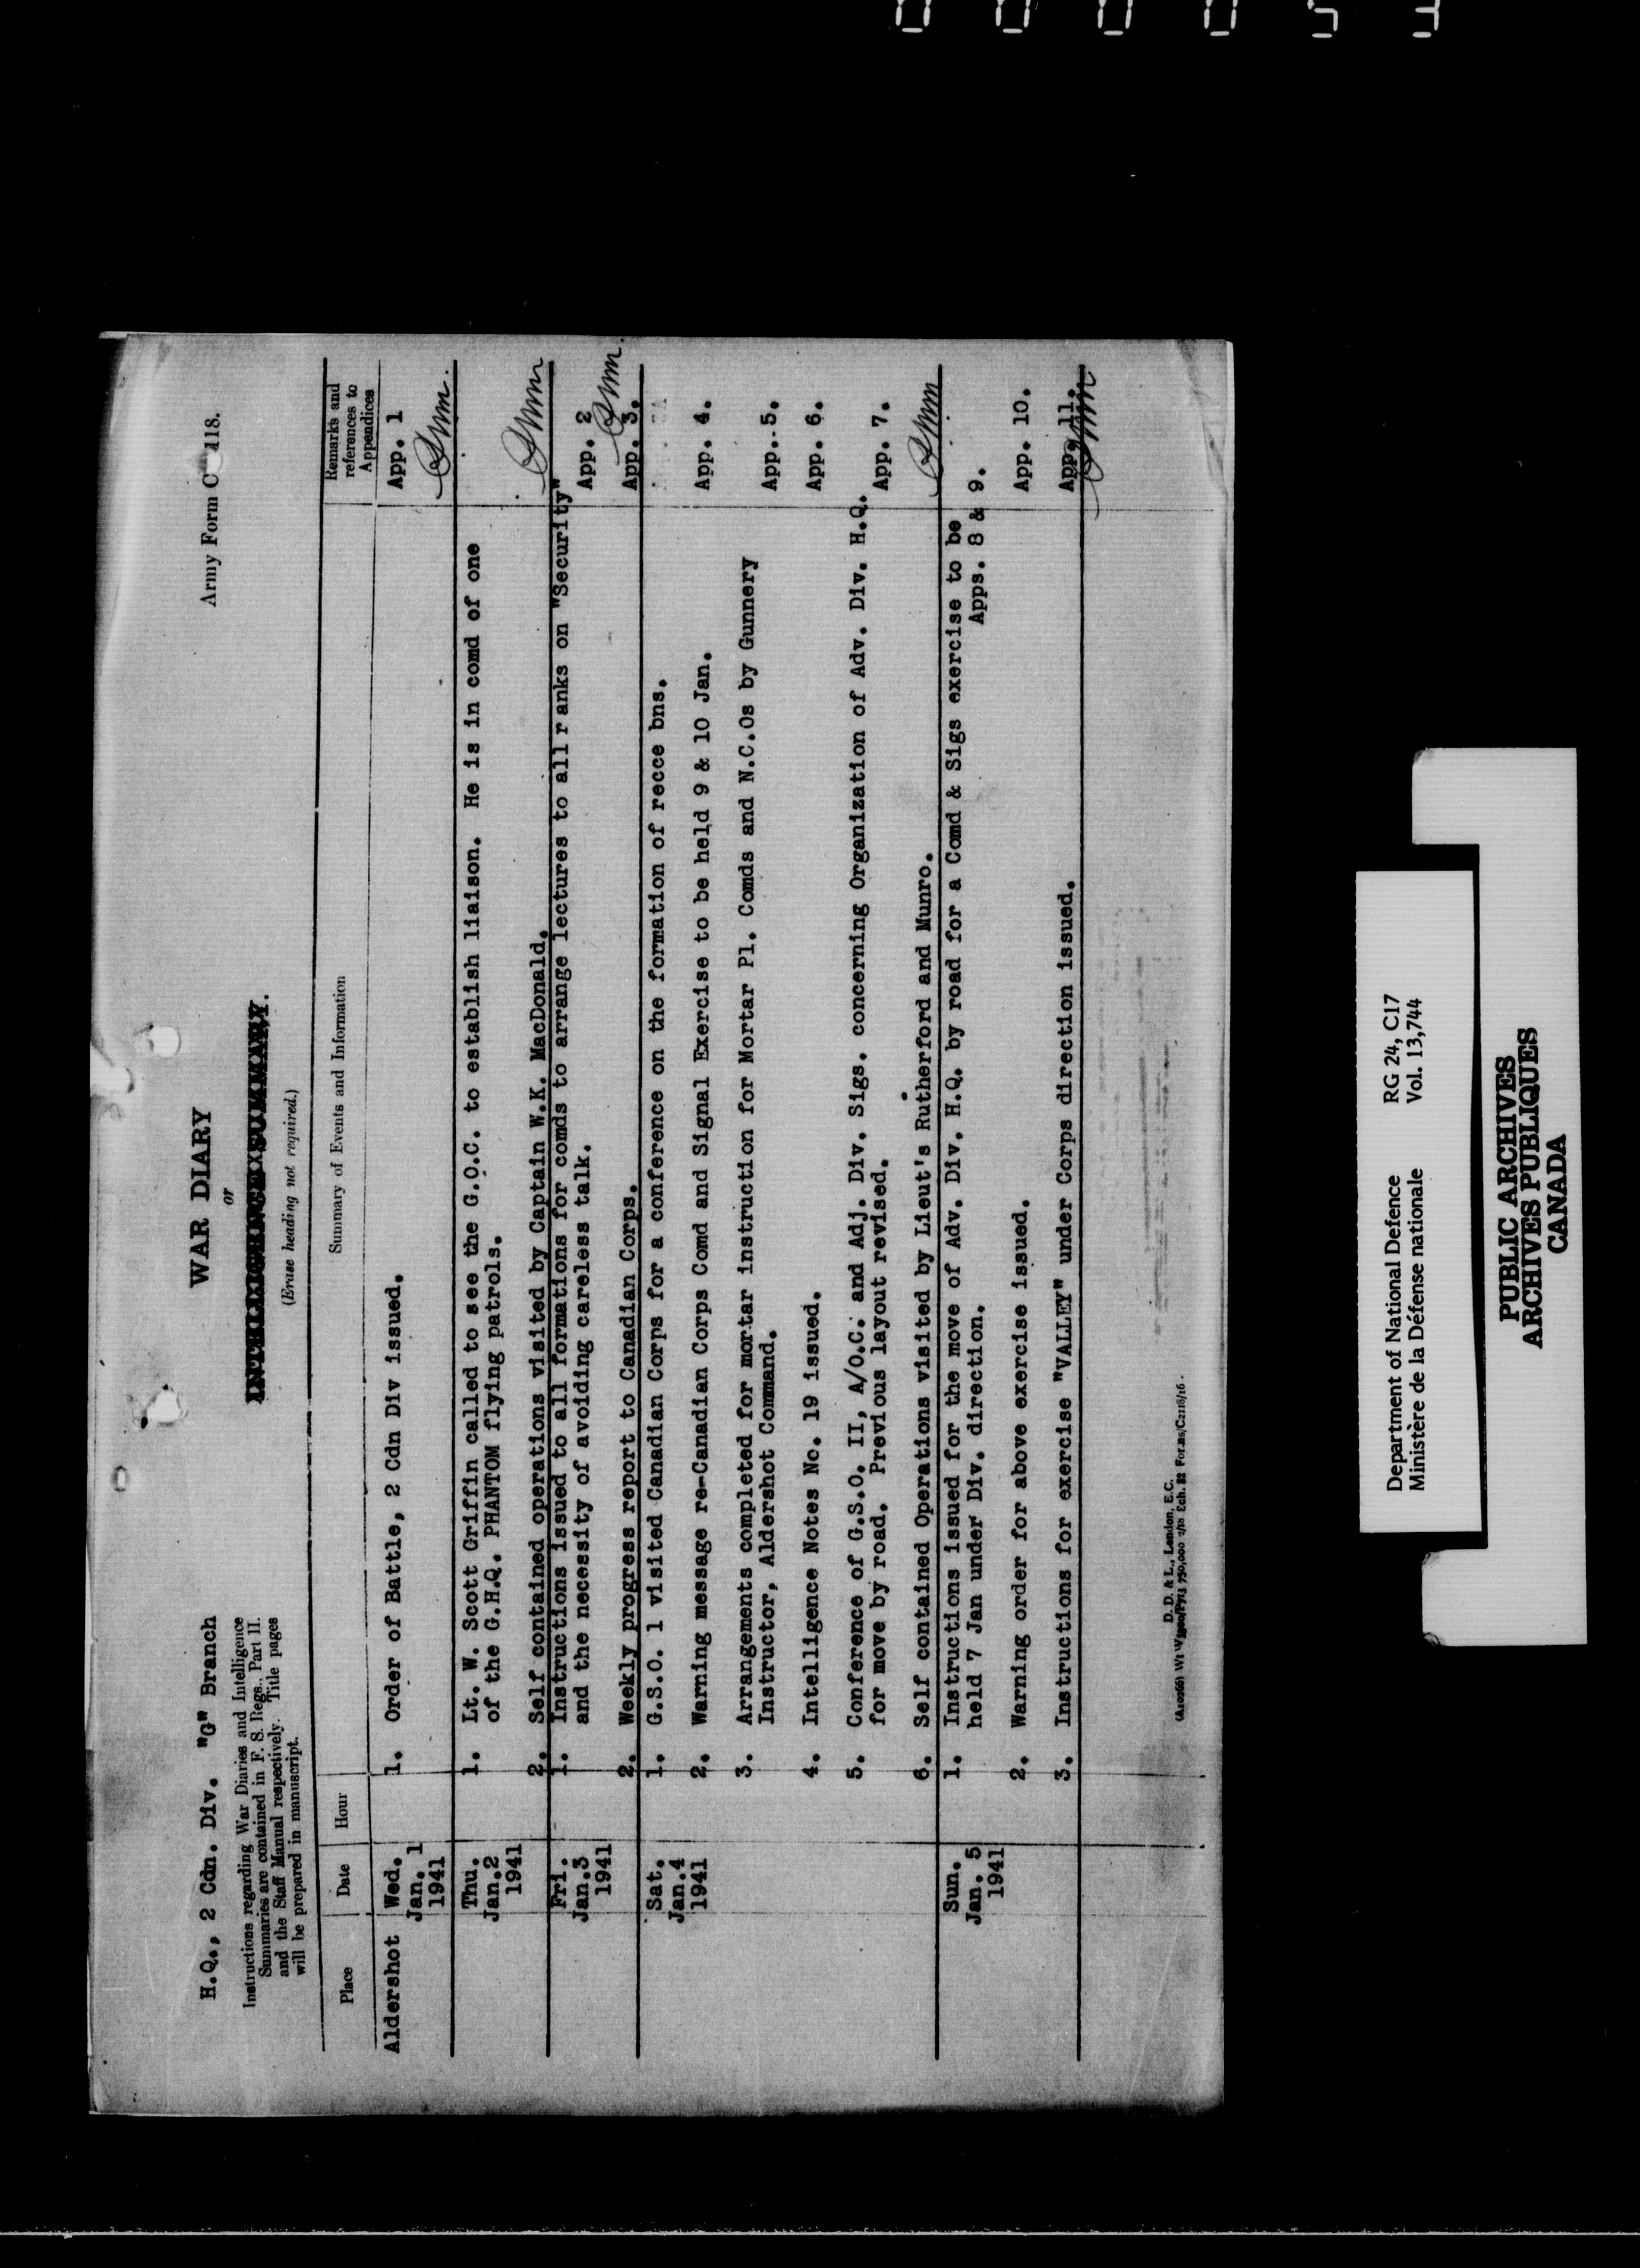 H.Q., 2 Cdn. Div. "G" Branch
WAR DIARY
Army Form C 118.
or
INTELLIGENCE SUMMARY.
(Erase heading not required.)
Instructions regarding War Diaries and Intelligence
Summaries are contained in F. S. Regs., Part II.
and the Staff Manual respectively. Title pages
will be prepared in manuscript.
Place Date Hour Summary of Events and Information Remarks and references to Appendices
Aldershot Wed. 1. Order of Battle, 2 Cdn Div issued. App. 1
Jan. 1
1941
Thu. 1. Lt. W. Scott Griffin called to see the G.O.C. to establish liaison. He is in comd of one
Jan.2 of the G.H.Q. PHANTOM flying patrols.
1941
2. Self contained operations visited by Captain W.K. MacDonald.
Fri. 1. Instructions issued to all formations for comds to arrange lectures to all r anks on "Security"
Jan.3 and the necessity of avoiding careless talk. App. 2
1941
2. Weekly progress report to Canadian Corps. App. 3.
Sat. 1. G.S.O. 1 visited Canadian Corps for a conference on the formation of recce bns.
Jan.4
1941 2. Warning message re-Canadian Corps Comd and Signal Exercise to be held 9 & 10 Jan. App. 4.
3. Arrangements completed for mortar instruction for Mortar Pl. Comds and N.C.Os by Gunnery
Instructor, Aldershot Command. App. 5.
4. Intelligence Notes No. 19 issued. App. 6.
5. Conference of G.S.O. II, A/O.C. and Adj. Div. Sigs. concerning Organization of Adv. Div. H.Q.
for move by road. Previous layout revised. App. 7.
6. Self contained Operations visited by Lieut's Rutherford and Munro.
Sun. 1. Instructions issued for the move of Adv. Div. H.Q. by road for a Comd & Sigs exercise to be
Jan. 5 held 7 Jan under Div. direction. Apps. 8 & 9.
1941
2. Warning order for above exercise issued. App. 10.
3. Instructions for exercise "VALLEY" under Corps direction issued. App. 11.
D. D. & L., London, E.C.
Department of National Defence RG 24, C17
Ministère de la Défense nationale Vol. 13,744
PUBLIC ARCHIVES
ARCHIVES PUBLIQUES
CANADA